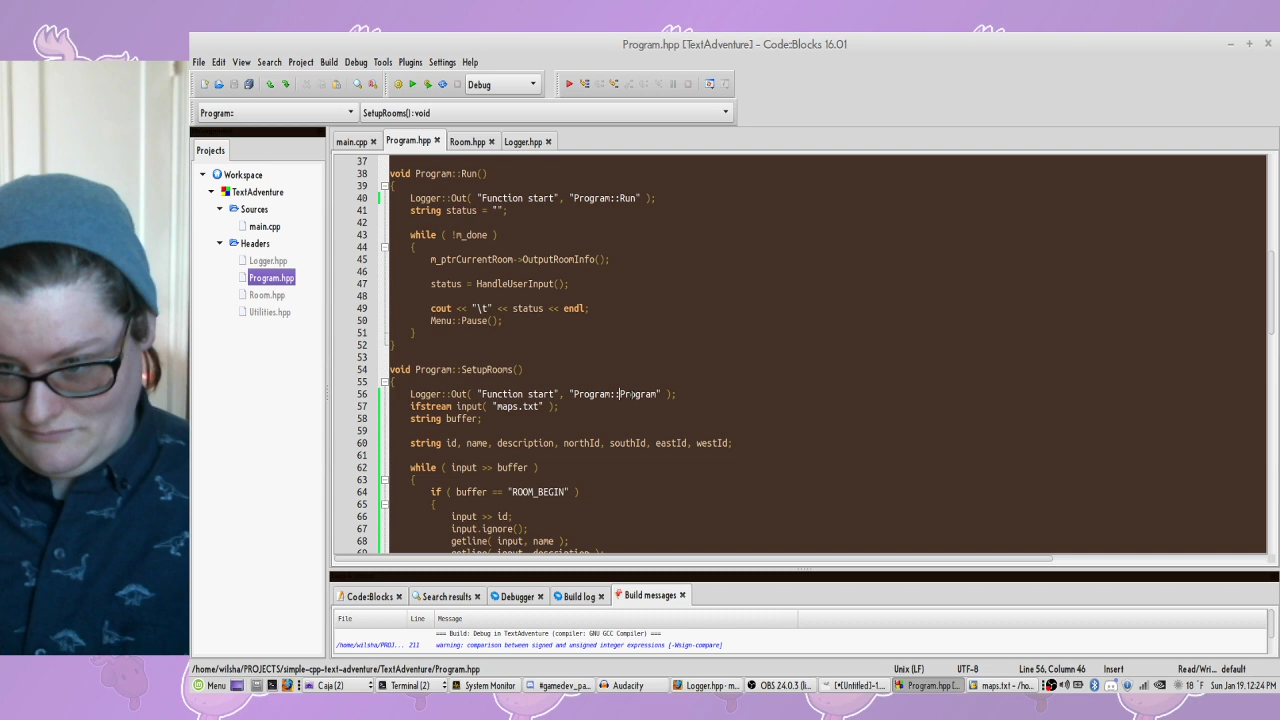 Program.hpp [TextAdventure] - Code::Blocks 16.01
File Edit View Search Project Build Debug Tools Plugins Settings Help
Debug
Program:: SetupRooms() : void
Projects
Workspace
TextAdventure
Sources
main.cpp
Headers
Logger.hpp
Program.hpp
Room.hpp
Utilities.hpp
main.cpp Program.hpp Room.hpp Logger.hpp
37
38 void Program::Run()
39 {
40 Logger::Out( "Function start", "Program::Run" );
41 string status = "";
42
43 while ( !m_done )
44 {
45 m_ptrCurrentRoom->OutputRoomInfo();
46
47 status = HandleUserInput();
48
49 cout << "\t" << status << endl;
50 Menu::Pause();
51 }
52 }
53
54 void Program::SetupRooms()
55 {
56 Logger::Out( "Function start", "Program::Program" );
57 ifstream input( "maps.txt" );
58 string buffer;
59
60 string id, name, description, northId, southId, eastId, westId;
61
62 while ( input >> buffer )
63 {
64 if ( buffer == "ROOM_BEGIN" )
65 {
66 input >> id;
67 input.ignore();
68 getline( input, name );
69 getline( input, description );
Code::Blocks Search results Debugger Build log Build messages
File Line Message
=== Build: Debug in TextAdventure (compiler: GNU GCC Compiler) ===
/home/wilsha/PROJ... 211 warning: comparison between signed and unsigned integer expressions [-Wsign-compare]
/home/wilsha/PROJECTS/simple-cpp-text-adventure/TextAdventure/Program.hpp Unix (LF) UTF-8 Line 56, Column 46 Insert Read/Wri... default
Menu Caja (2) Terminal (2) System Monitor #gamedev_pa... Audacity Logger.hpp - m... OBS 24.0.3 (l... [*(Untitled)-1... Program.hpp [... maps.txt - /ho... 18 °F Sun Jan 19, 12:24 PM